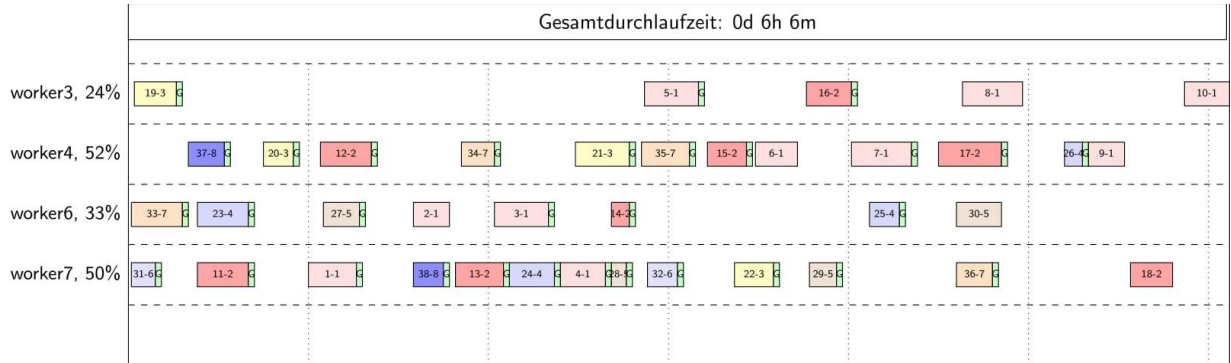 Gesamtdurchlaufzeit: 0d 6h 6m
worker3, 24% 19-3 G 5-1 G 16-2 G 8-1 10-1
worker4, 52% 37-8 G 20-3 G 12-2 G 34-7 G 21-3 G 35-7 G 15-2 G 6-1 7-1 G 17-2 G 26-4 G 9-1
worker6, 33% 33-7 G 23-4 G 27-5 G 2-1 3-1 G 14-2 G 25-4 G 30-5
worker7, 50% 31-6 G 11-2 G 1-1 G 38-8 G 13-2 G 24-4 G 4-1 G 28-5 G 32-6 G 22-3 G 29-5 G 36-7 G 18-2